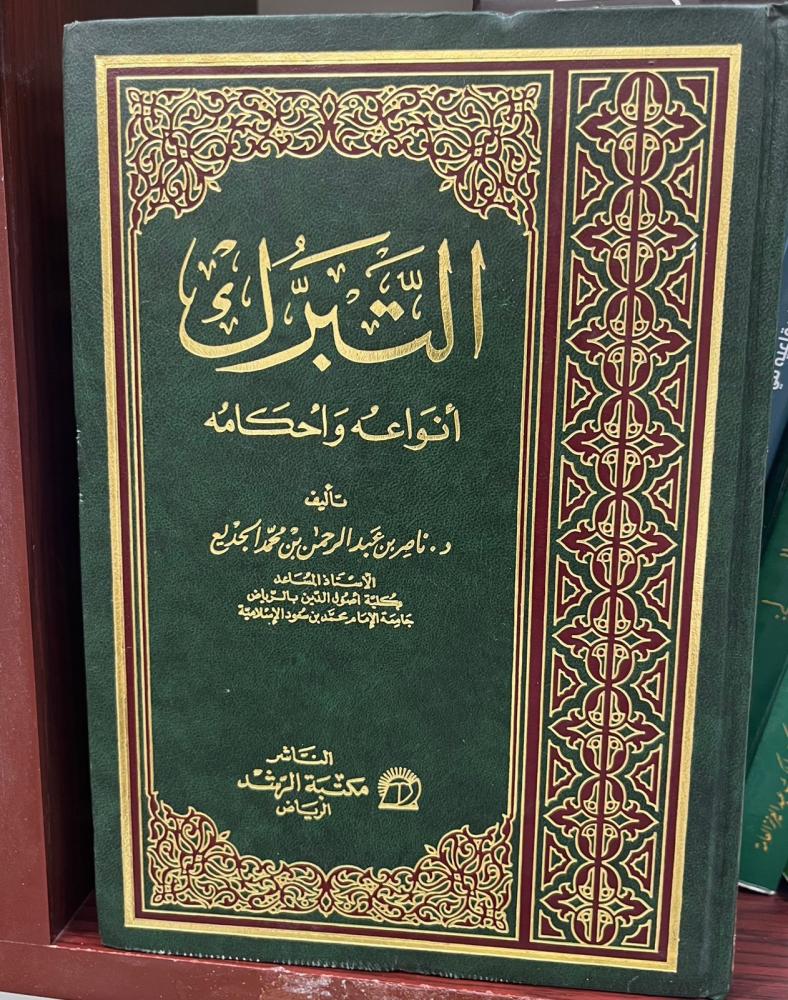 التَّبَرُّك
أنواعه وأحكامه
تأليف
د. ناصر بن عبد الرحمن بن محمد الجديع
الأستاذ المساعد
بكلية أصول الدين بالرياض
جامعة الإمام محمد بن سعود الإسلامية
الناشر
مكتبة الرشد
الرياض